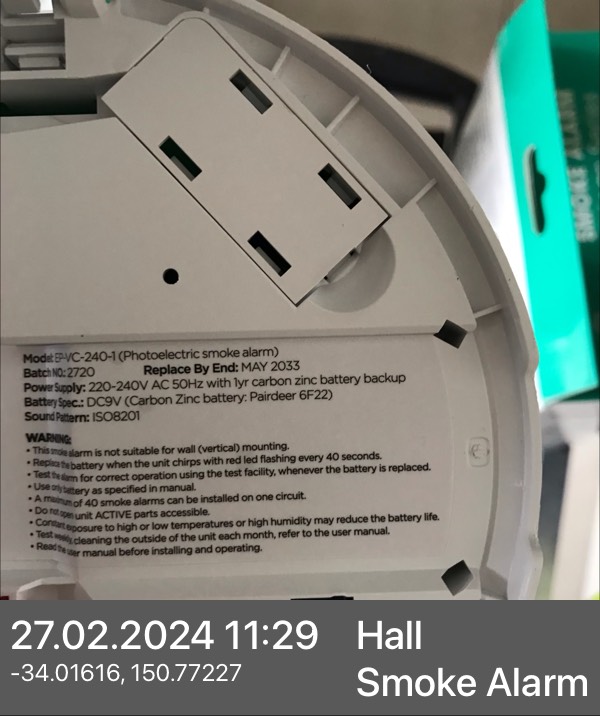 Model: EP-VC-240-1 (Photoelectric smoke alarm)
Batch NO.: 2720 Replace By End: MAY 2033
Power Supply: 220-240V AC 50Hz with 1yr carbon zinc battery backup
Battery Spec.: DC9V (Carbon Zinc battery: Pairdeer 6F22)
Sound Pattern: ISO8201
WARNING:
• This smoke alarm is not suitable for wall (vertical) mounting.
• Replace the battery when the unit chirps with red led flashing every 40 seconds.
• Test the alarm for correct operation using the test facility, whenever the battery is replaced.
• Use only battery as specified in manual.
• A maximum of 40 smoke alarms can be installed on one circuit.
• Do not open unit ACTIVE parts accessible.
• Constant exposure to high or low temperatures or high humidity may reduce the battery life.
• Test weekly, cleaning the outside of the unit each month, refer to the user manual.
• Read the user manual before installing and operating.
SMOKE ALARM
27.02.2024 11:29 Hall
-34.01616, 150.77227 Smoke Alarm